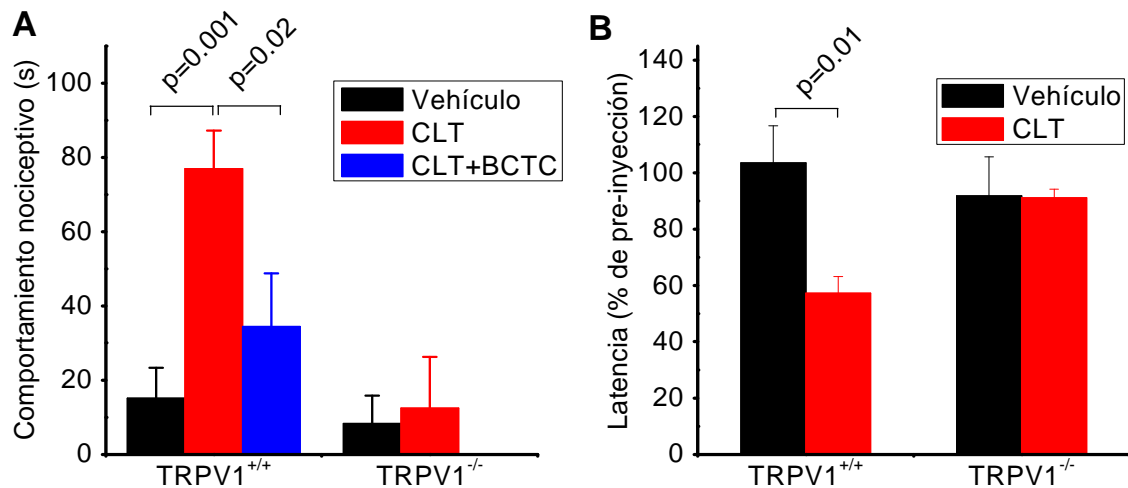 A
p=0.001
p=0.02
Comportamiento nociceptivo (s)
100
80
60
40
20
0
Vehículo
CLT
CLT+BCTC
TRPV1+/+
TRPV1-/-
B
p=0.01
Latencia (% de pre-inyección)
140
120
100
80
60
40
20
0
Vehículo
CLT
TRPV1+/+
TRPV1-/-